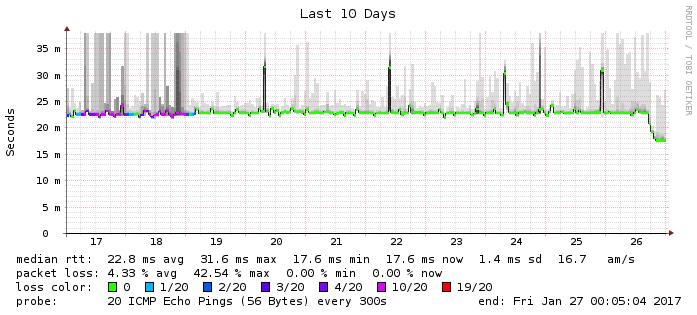 Last 10 Days
RRDTOOL / TOBI OETIKER
Seconds
35 m
30 m
25 m
20 m
15 m
10 m
5 m
0
17 18 19 20 21 22 23 24 25 26
median rtt: 22.8 ms avg 31.6 ms max 17.6 ms min 17.6 ms now 1.4 ms sd 16.7 am/s
packet loss: 4.33 % avg 42.54 % max 0.00 % min 0.00 % now
loss color: 0 1/20 2/20 3/20 4/20 10/20 19/20
probe: 20 ICMP Echo Pings (56 Bytes) every 300s end: Fri Jan 27 00:05:04 2017